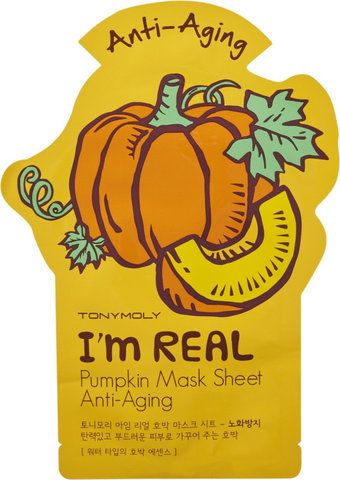 Anti-Aging
TONYMOLY
I'm REAL
Pumpkin Mask Sheet
Anti-Aging
토니모리 아임 리얼 호박 마스크 시트 - 노화방지
탄력있고 부드러운 피부로 가꾸어 주는 호박
[ 워터 타입의 호박 에센스 ]